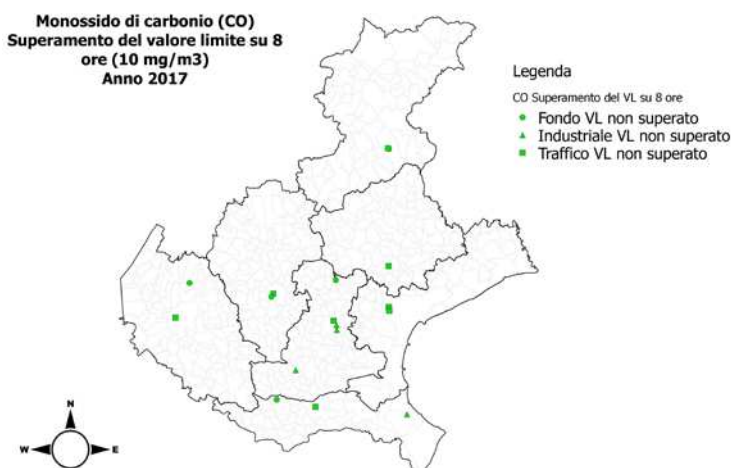 Monossido di carbonio (CO)
Superamento del valore limite su 8
ore (10 mg/m3)
Anno 2017
Legenda
CO Superamento del VL su 8 ore
Fondo VL non superato
Industriale VL non superato
Traffico VL non superato
N
W
E